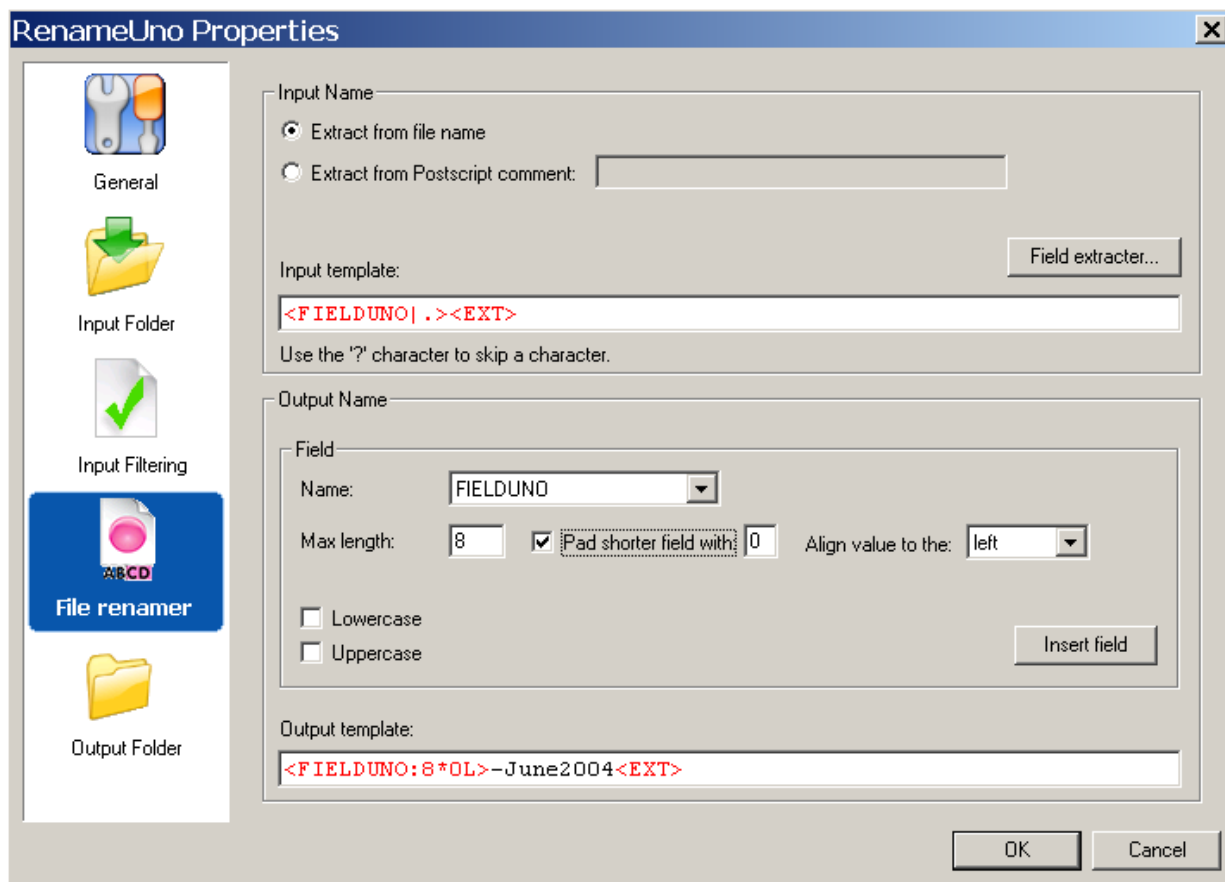 RenameUno Properties
General
Input Folder
Input Filtering
ABCD
File renamer
Output Folder
Input Name
Extract from file name
Extract from Postscript comment:
Field extracter...
Input template:
<FIELDUNO|.><EXT>
Use the '?' character to skip a character.
Output Name
Field
Name: FIELDUNO
Max length: 8 Pad shorter field with: 0 Align value to the: left
Lowercase
Uppercase
Insert field
Output template:
<FIELDUNO:8*0L>-June2004<EXT>
OK Cancel